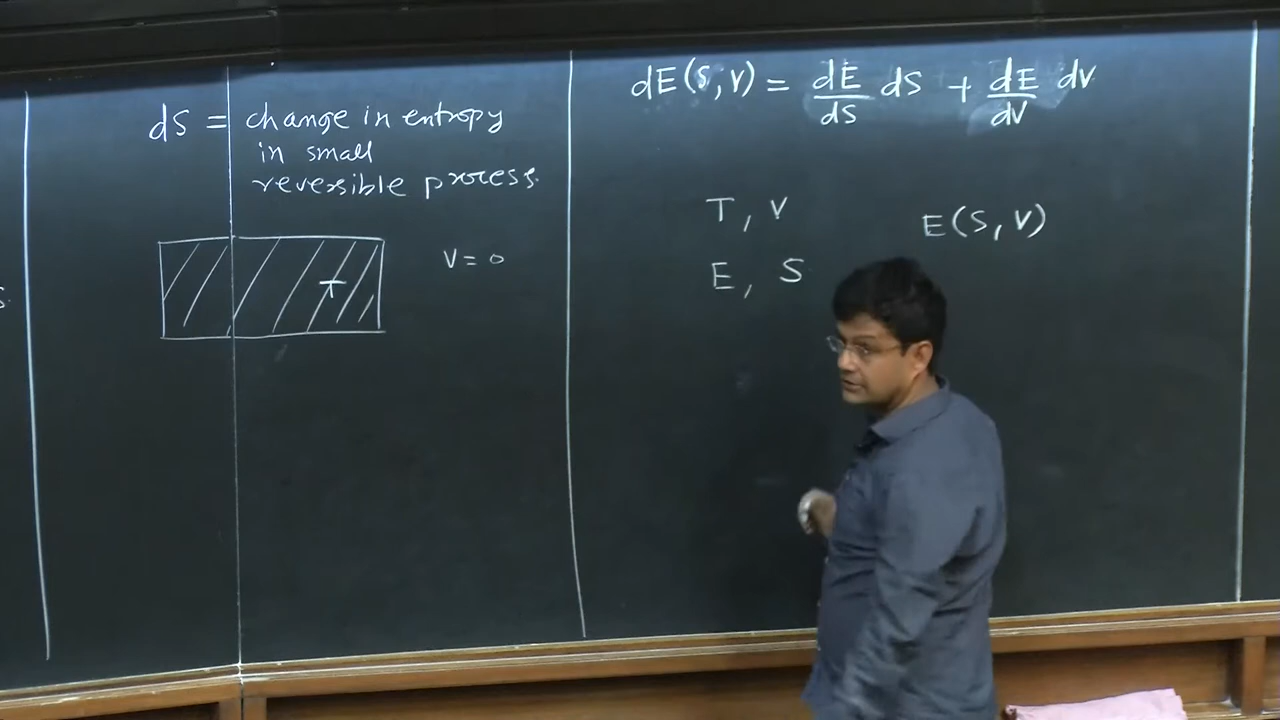 dS = change in entropy
in small
reversible process.
T
V = 0
dE(S, V) = dE/dS dS + dE/dV dV
T, V
E(S, V)
E, S